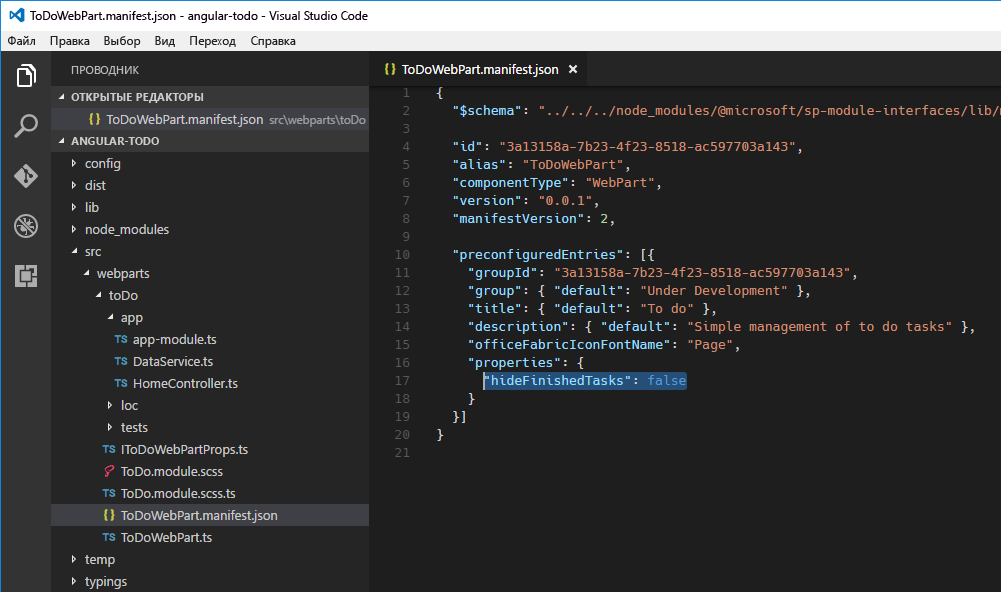 ToDoWebPart.manifest.json - angular-todo - Visual Studio Code
Файл Правка Выбор Вид Переход Справка
ПРОВОДНИК
ОТКРЫТЫЕ РЕДАКТОРЫ
{} ToDoWebPart.manifest.json src\webparts\toDo
ANGULAR-TODO
config
dist
lib
node_modules
src
webparts
toDo
app
TS app-module.ts
TS DataService.ts
TS HomeController.ts
loc
tests
TS IToDoWebPartProps.ts
ToDo.module.scss
TS ToDo.module.scss.ts
{} ToDoWebPart.manifest.json
TS ToDoWebPart.ts
temp
typings
{} ToDoWebPart.manifest.json ×
1 {
2 "$schema": "../../../node_modules/@microsoft/sp-module-interfaces/lib/
3
4 "id": "3a13158a-7b23-4f23-8518-ac597703a143",
5 "alias": "ToDoWebPart",
6 "componentType": "WebPart",
7 "version": "0.0.1",
8 "manifestVersion": 2,
9
10 "preconfiguredEntries": [{
11 "groupId": "3a13158a-7b23-4f23-8518-ac597703a143",
12 "group": { "default": "Under Development" },
13 "title": { "default": "To do" },
14 "description": { "default": "Simple management of to do tasks" },
15 "officeFabricIconFontName": "Page",
16 "properties": {
17 "hideFinishedTasks": false
18 }
19 }]
20 }
21